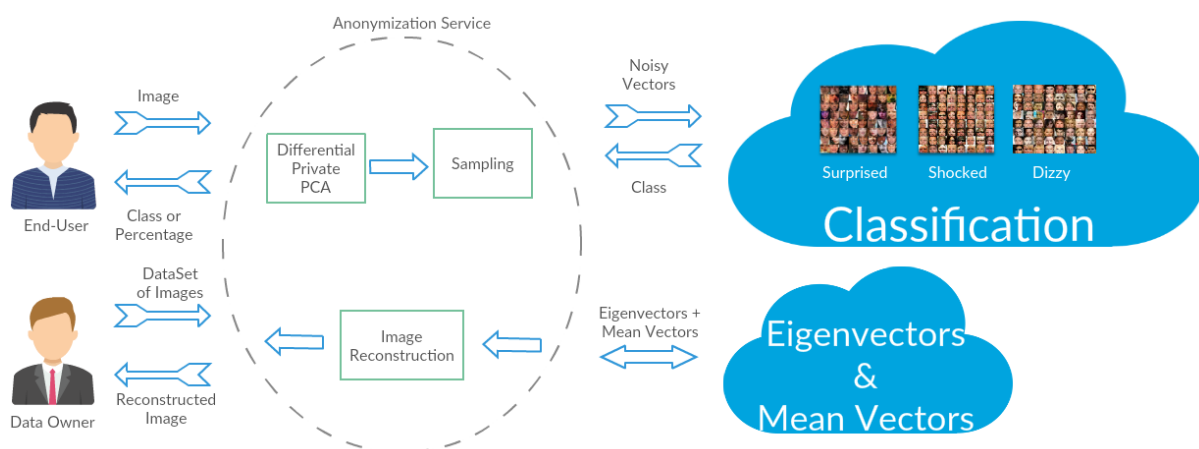 Anonymization Service
Image
Class or
Percentage
End-User
Differential
Private
PCA
Sampling
Noisy
Vectors
Class
Surprised
Shocked
Dizzy
Classification
DataSet
of Images
Reconstructed
Image
Data Owner
Image
Reconstruction
Eigenvectors +
Mean Vectors
Eigenvectors
&
Mean Vectors